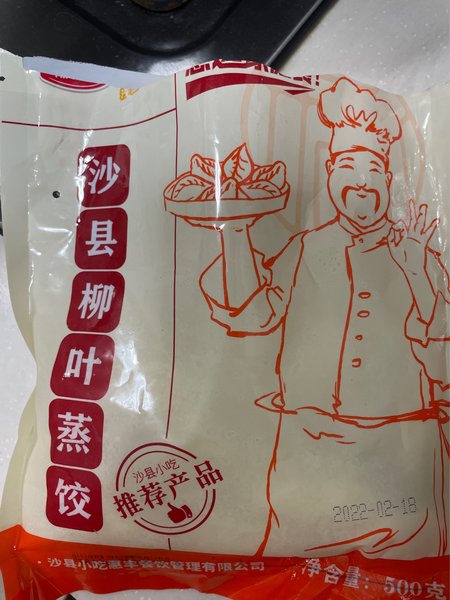 沙县柳叶蒸饺
沙县小吃
推荐产品
2022-02-18
沙县小吃惠丰餐饮管理有限公司
净含量：500克